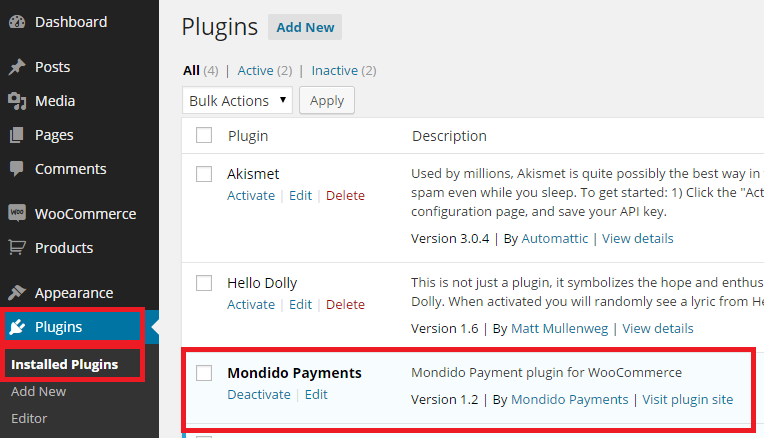 Dashboard
Posts
Media
Pages
Comments
WOO
WooCommerce
Products
Appearance
Plugins
Installed Plugins
Add New
Editor
Plugins Add New
All (4) | Active (2) | Inactive (2)
Bulk Actions Apply
Plugin Description
Akismet Used by millions, Akismet is quite possibly the best way in
Activate | Edit | Delete spam even while you sleep. To get started: 1) Click the "Act
configuration page, and save your API key.
Version 3.0.4 | By Automattic | View details
Hello Dolly This is not just a plugin, it symbolizes the hope and enthus
Activate | Edit | Delete Dolly. When activated you will randomly see a lyric from He
Version 1.6 | By Matt Mullenweg | View details
Mondido Payments Mondido Payment plugin for WooCommerce
Deactivate | Edit Version 1.2 | By Mondido Payments | Visit plugin site